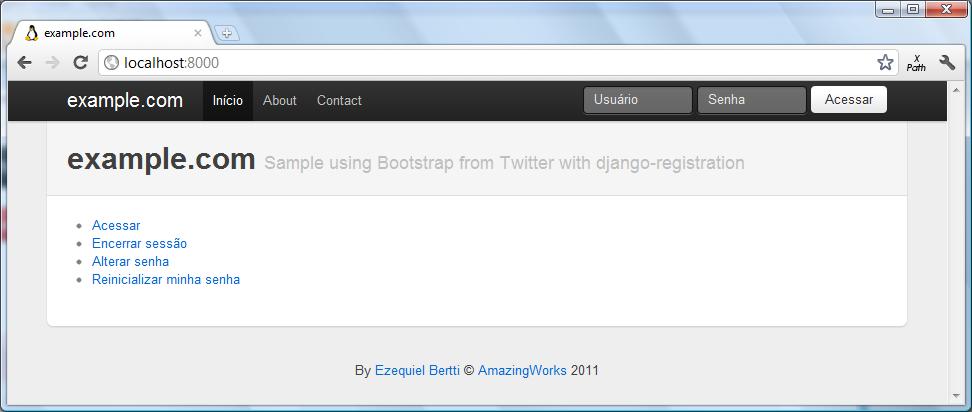 example.com
localhost:8000
X Path
example.com Início About Contact Usuário Senha Acessar
example.com Sample using Bootstrap from Twitter with django-registration
Acessar
Encerrar sessão
Alterar senha
Reinicializar minha senha
By Ezequiel Bertti © AmazingWorks 2011